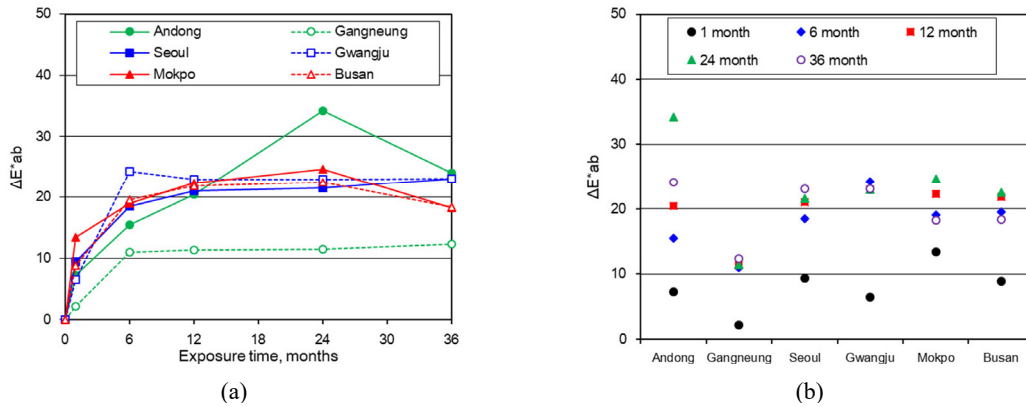 50
40
30
20
10
0
ΔE*ab
Andong
Gangneung
Seoul
Gwangju
Mokpo
Busan
0 6 12 18 24 30 36
Exposure time, months
(a)
50
40
30
20
10
0
ΔE*ab
1 month
6 month
12 month
24 month
36 month
Andong Gangneung Seoul Gwangju Mokpo Busan
(b)